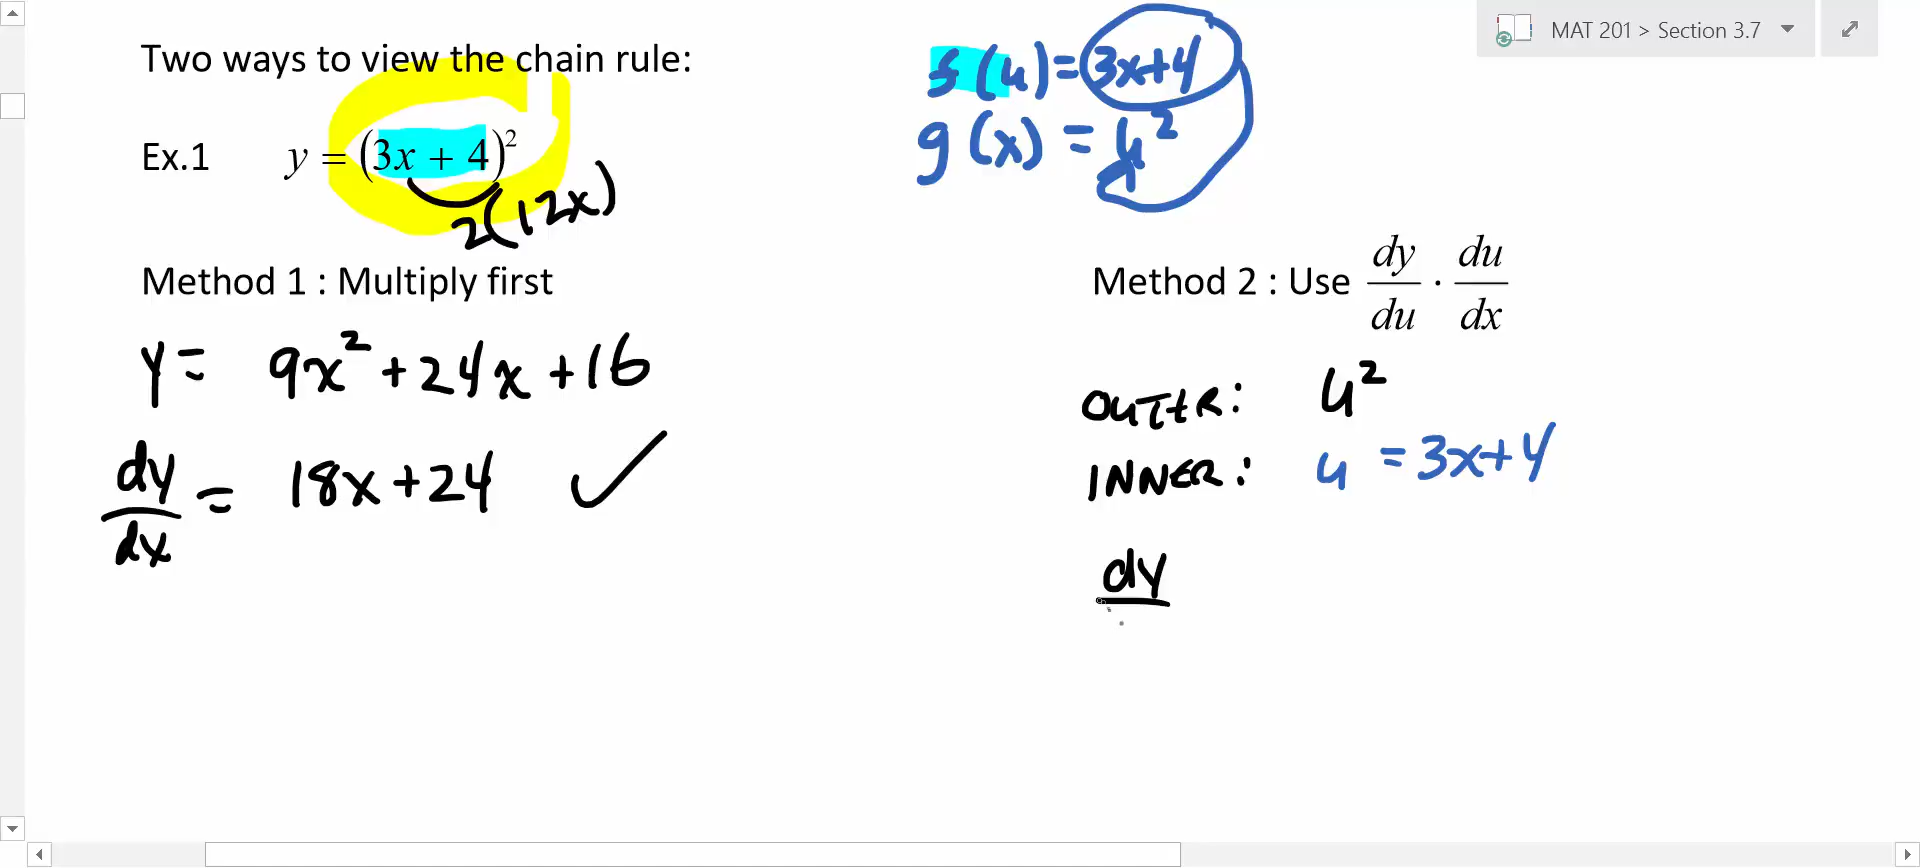 MAT 201 > Section 3.7
Two ways to view the chain rule:
f(u) = 3x+4
g(x) = u²
Ex.1 y = (3x + 4)²
2(12x)
Method 1 : Multiply first
y = 9x² + 24x + 16
dy/dx = 18x + 24 ✓
Method 2 : Use dy/du · du/dx
OUTTER: u²
INNER: u = 3x+4
dy